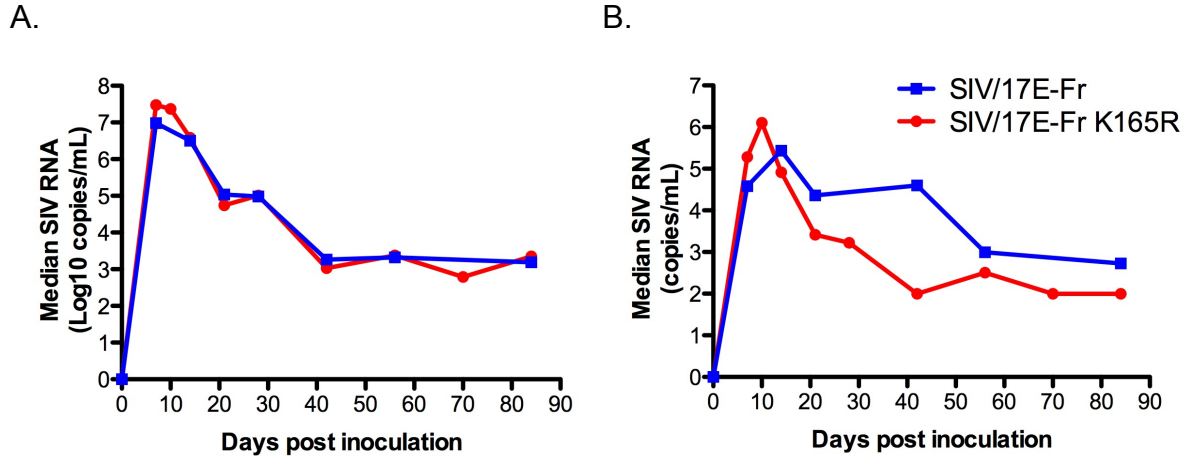 A.
B.
8
7
6
5
4
3
2
1
0
Median SIV RNA
(Log10 copies/mL)
0 10 20 30 40 50 60 70 80 90
Days post inoculation
7
6
5
4
3
2
1
0
Median SIV RNA
(copies/mL)
0 10 20 30 40 50 60 70 80 90
Days post inoculation
SIV/17E-Fr
SIV/17E-Fr K165R